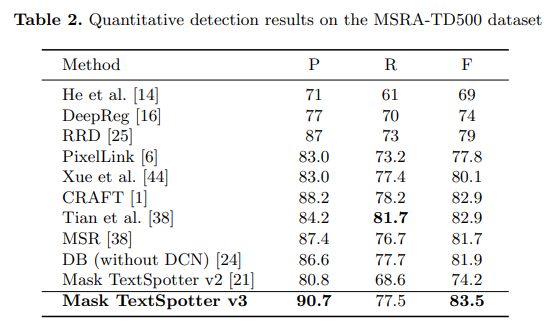 Table 2. Quantitative detection results on the MSRA-TD500 dataset
Method P R F
He et al. [14] 71 61 69
DeepReg [16] 77 70 74
RRD [25] 87 73 79
PixelLink [6] 83.0 73.2 77.8
Xue et al. [44] 83.0 77.4 80.1
CRAFT [1] 88.2 78.2 82.9
Tian et al. [38] 84.2 81.7 82.9
MSR [38] 87.4 76.7 81.7
DB (without DCN) [24] 86.6 77.7 81.9
Mask TextSpotter v2 [21] 80.8 68.6 74.2
Mask TextSpotter v3 90.7 77.5 83.5